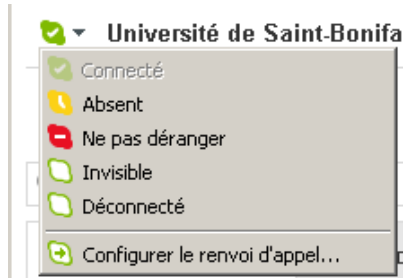 Université de Saint-Bonifa
Connecté
Absent
Ne pas déranger
Invisible
Déconnecté
Configurer le renvoi d'appel...